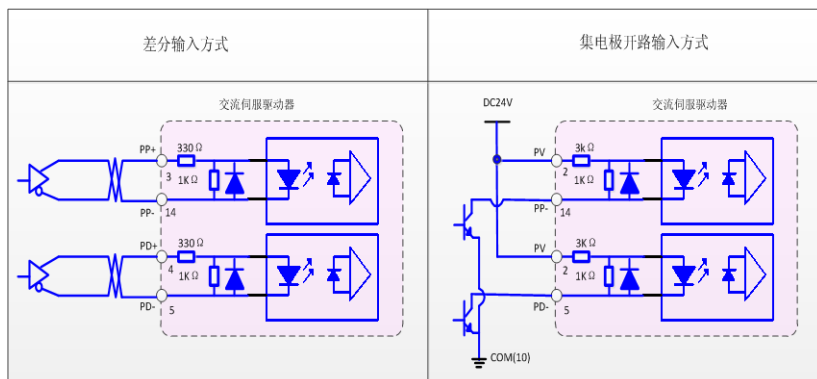 差分输入方式
集电极开路输入方式
交流伺服驱动器
PP+
330Ω
3
1KΩ
PP-
14
PD+
330Ω
4
1KΩ
PD-
5
DC24V
交流伺服驱动器
PV
3kΩ
2
1KΩ
PP-
14
PV
3KΩ
2
1KΩ
PD-
5
COM(10)